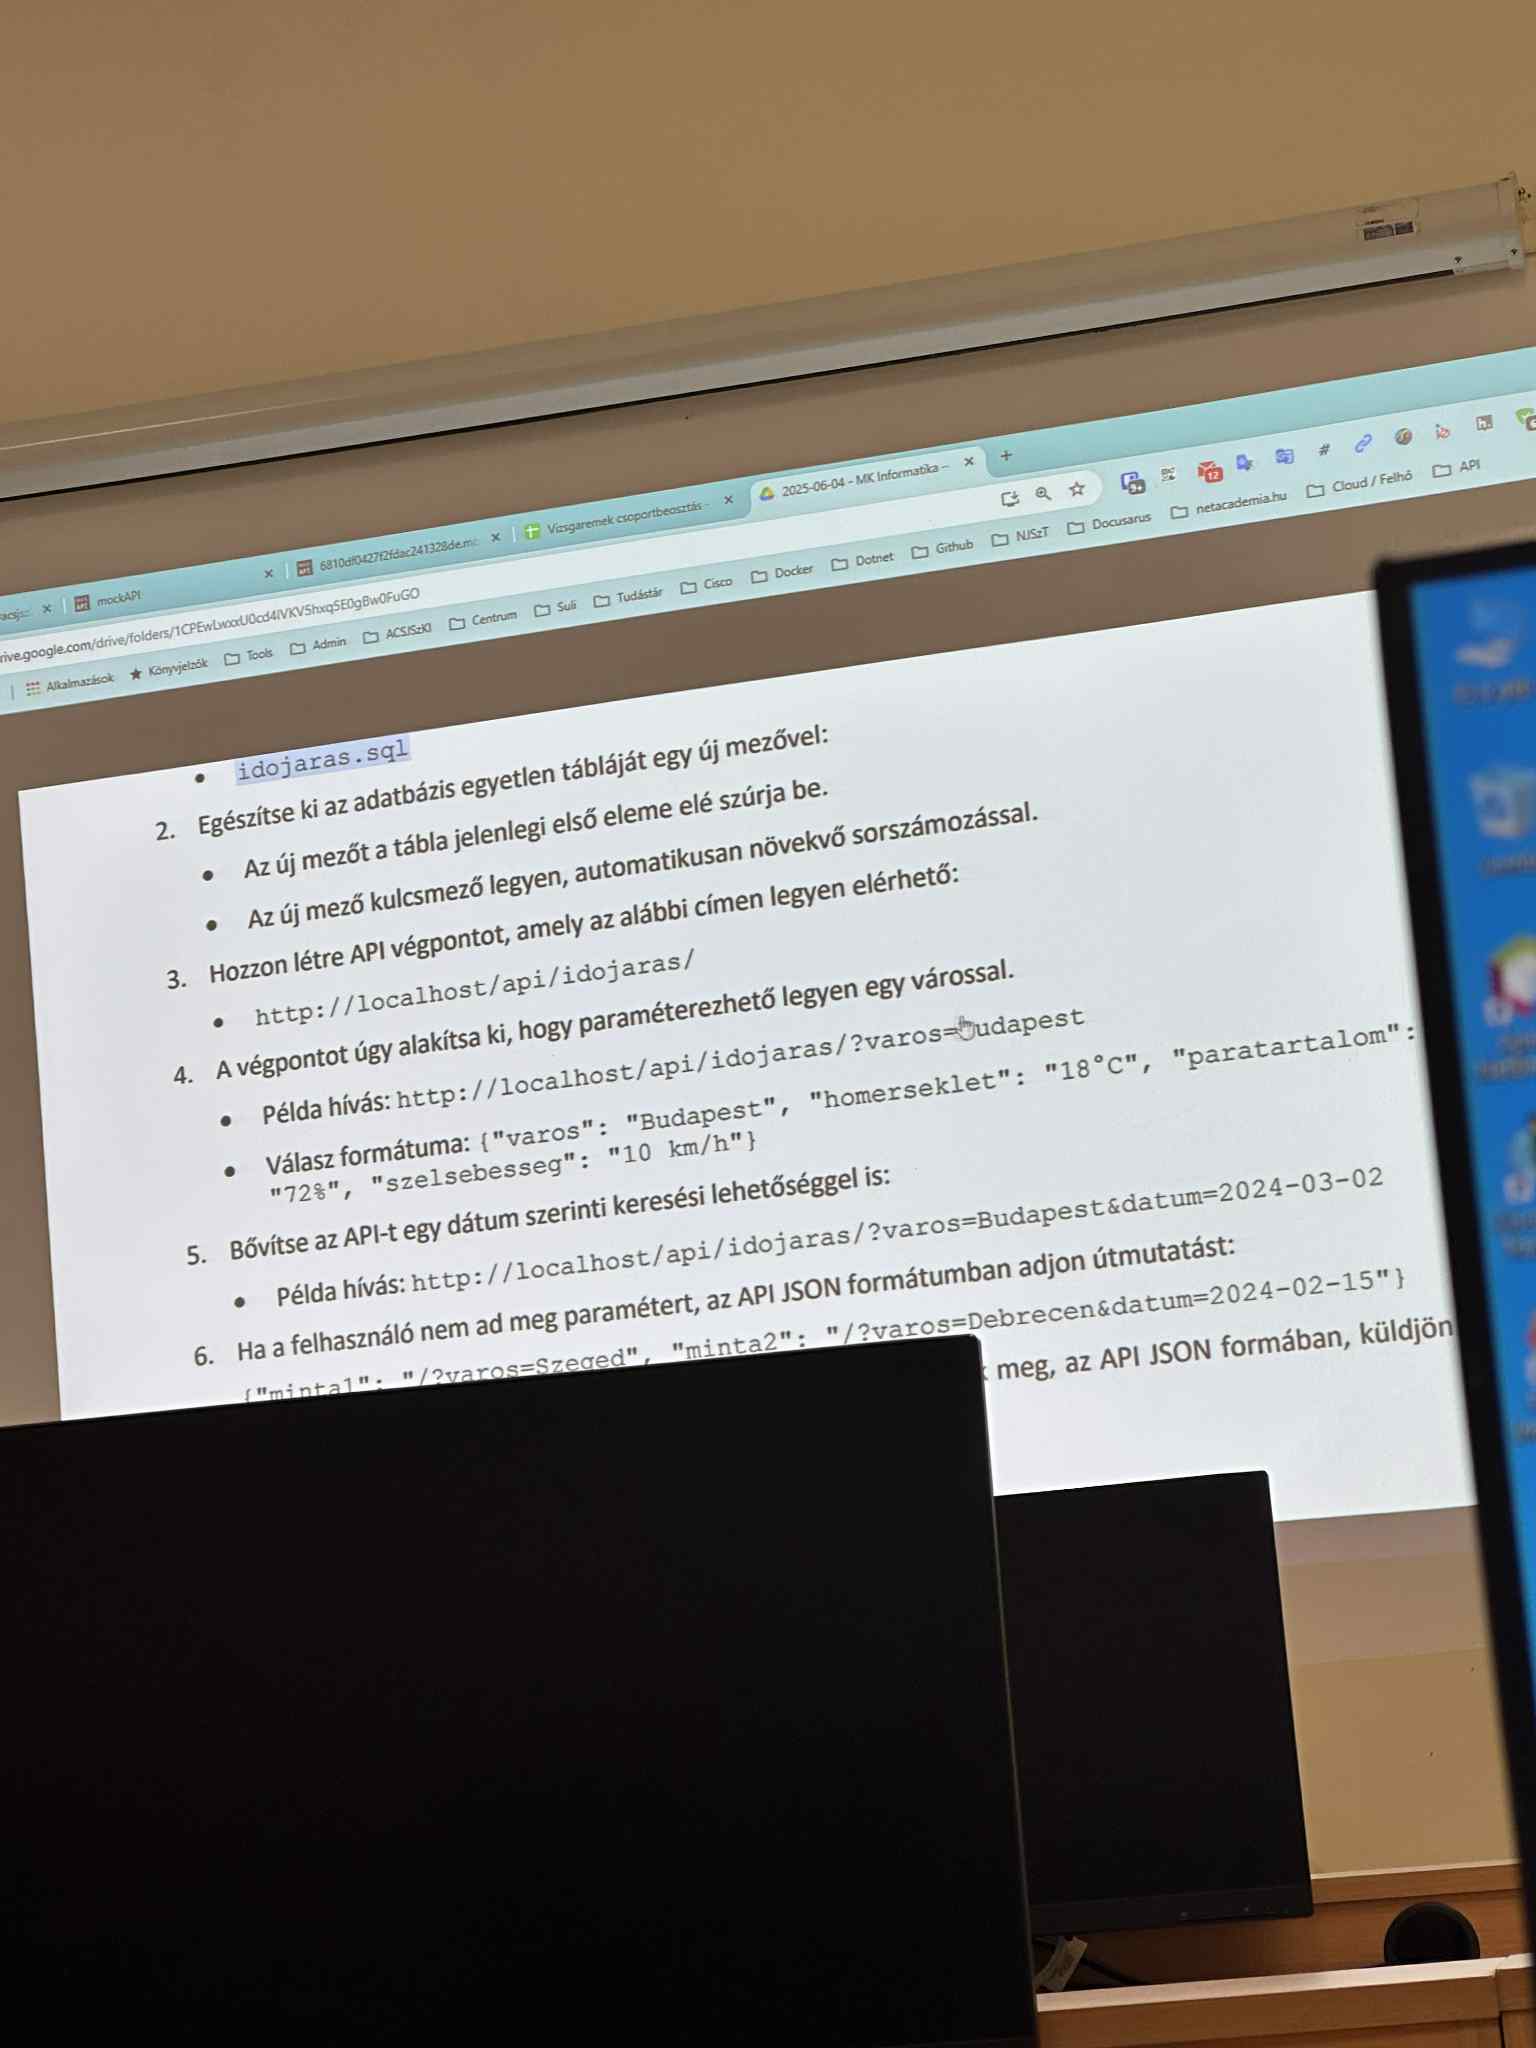 mockAPI
6810df0427f2fdac241328de.mc
Vizsgaremek csoportbeosztás -
2025-06-04 - MK Informatika –
rive.google.com/drive/folders/1CPEwLwxxU0cd4IVKV5hxqSE0gBw0FuGO
12
Alkalmazások
Könyvjelzők
Tools
Admin
ACSJSzKI
Centrum
Suli
Tudástár
Cisco
Docker
Dotnet
Github
NJSzT
Docusarus
netacademia.hu
Cloud / Felhő
API
• idojaras.sql
2. Egészítse ki az adatbázis egyetlen tábláját egy új mezővel:
• Az új mezőt a tábla jelenlegi első eleme elé szúrja be.
• Az új mező kulcsmező legyen, automatikusan növekvő sorszámozással.
3. Hozzon létre API végpontot, amely az alábbi címen legyen elérhető:
• http://localhost/api/idojaras/
4. A végpontot úgy alakítsa ki, hogy paraméterezhető legyen egy várossal.
• Példa hívás: http://localhost/api/idojaras/?varos=Budapest
• Válasz formátuma: {"varos": "Budapest", "homerseklet": "18°C", "paratartalom":
"72%", "szelsebesseg": "10 km/h"}
5. Bővítse az API-t egy dátum szerinti keresési lehetőséggel is:
• Példa hívás: http://localhost/api/idojaras/?varos=Budapest&datum=2024-03-02
6. Ha a felhasználó nem ad meg paramétert, az API JSON formátumban adjon útmutatást:
{"minta1": "/?varos=Szeged", "minta2": "/?varos=Debrecen&datum=2024-02-15"}
meg, az API JSON formában, küldjön